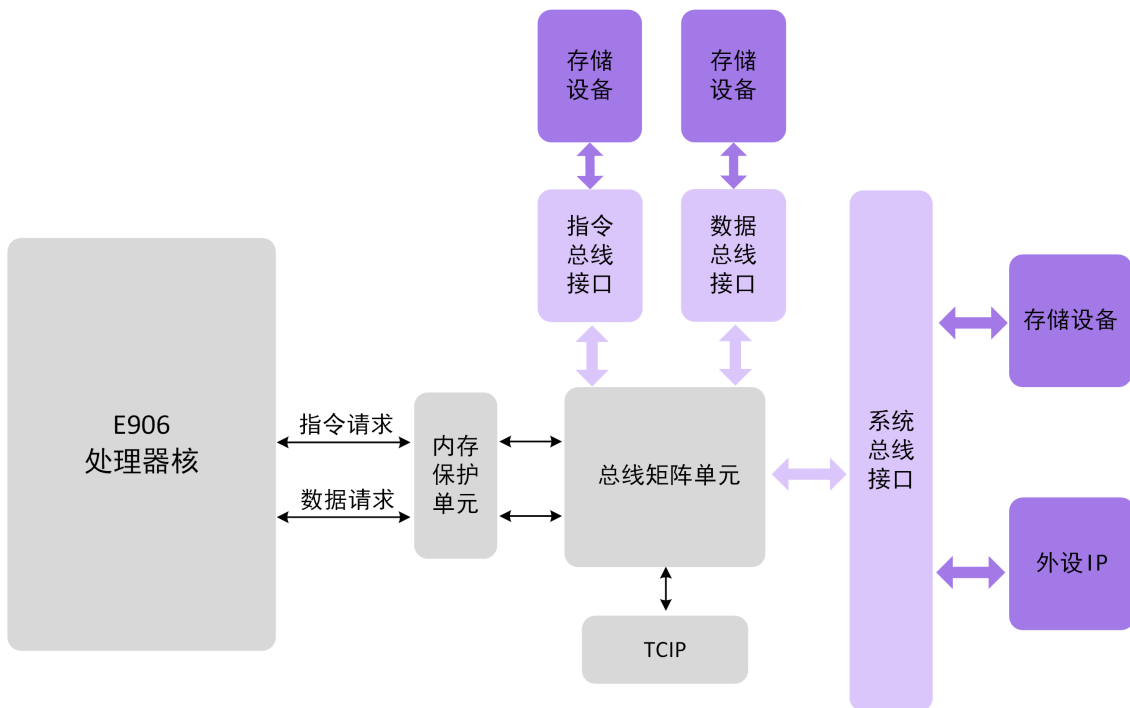 存储
设备
存储
设备
指令
总线
接口
数据
总线
接口
E906
处理器核
指令请求
数据请求
内存
保护
单元
总线矩阵单元
TCIP
系统
总线
接口
存储设备
外设IP